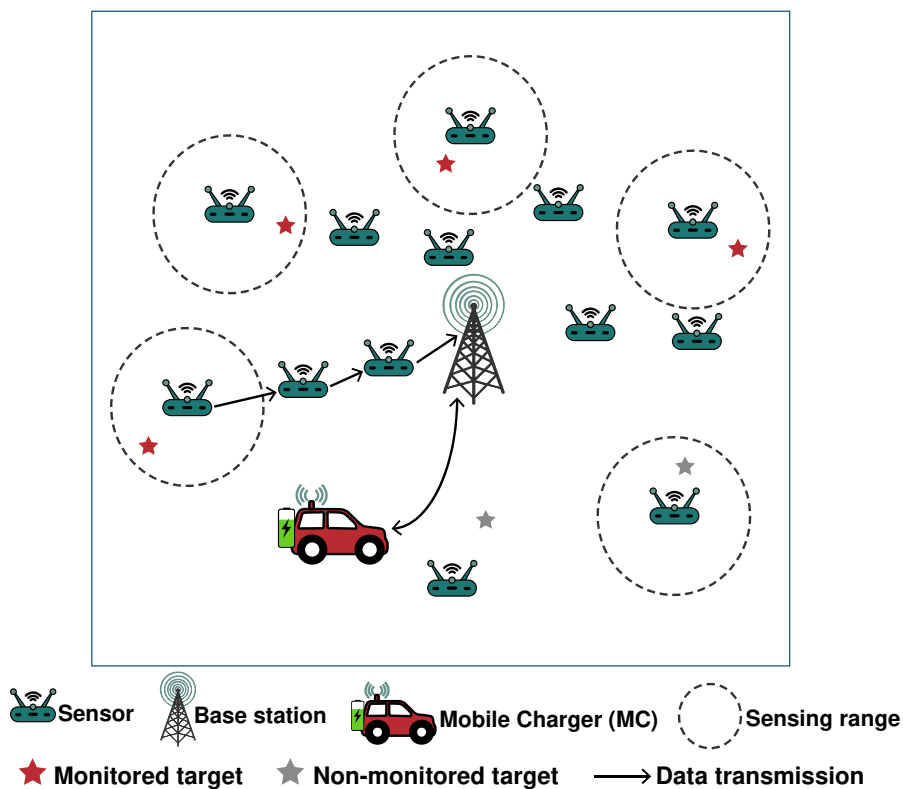 Sensor Base station Mobile Charger (MC) Sensing range
Monitored target Non-monitored target Data transmission